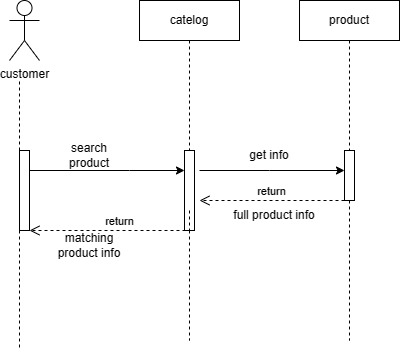 catelog
product
customer
search
product
get info
return
full product info
return
matching
product info